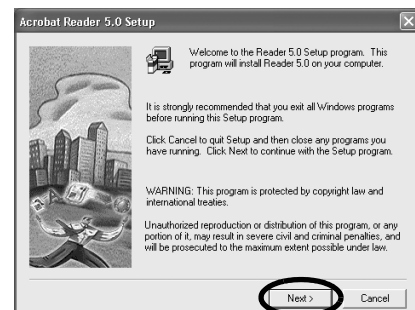 Acrobat Reader 5.0 Setup
Welcome to the Reader 5.0 Setup program. This
program will install Reader 5.0 on your computer.
It is strongly recommended that you exit all Windows programs
before running this Setup program.
Click Cancel to quit Setup and then close any programs you
have running. Click Next to continue with the Setup program.
WARNING: This program is protected by copyright law and
international treaties.
Unauthorized reproduction or distribution of this program, or any
portion of it, may result in severe civil and criminal penalties, and
will be prosecuted to the maximum extent possible under law.
Next >
Cancel